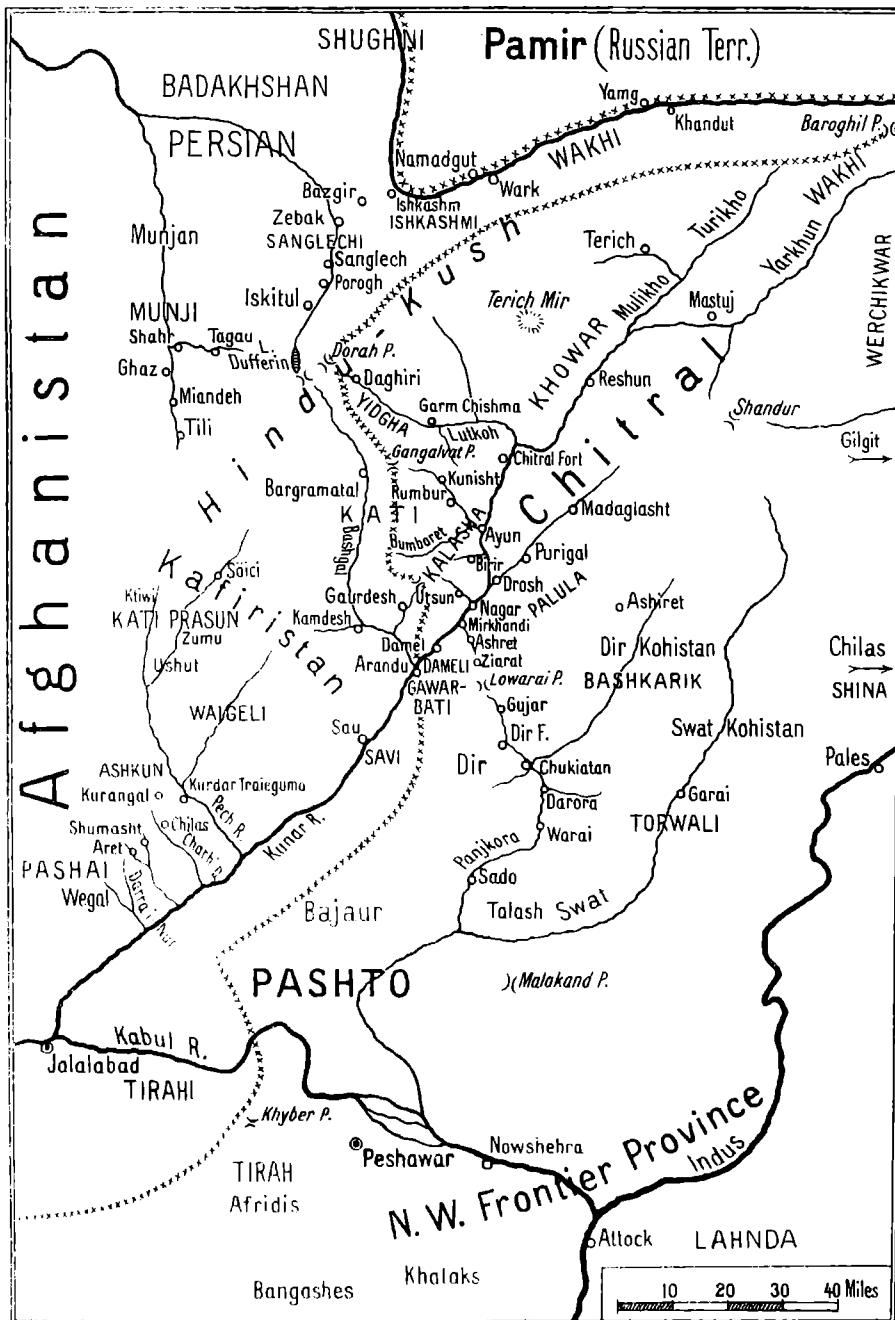 SHUGHNI
Pamir (Russian Terr.)
BADAKHSHAN
PERSIAN
Yamg
Khandut
Baroghil P.
WAKHI
Namadgut
Wark
Bazgir
Ishkashm
ISHKASHMI
WAKHI
Zebak
SANGLECHI
Sanglech
Porogh
Iskitul
Munjan
MUNJI
Shahr
Tagau
L.
Dufferin
Ghaz
Miandeh
Tili
Terich
Turikho
Yarkhun
Terich Mir
Mulikho
Mastuj
WERCHIKWAR
KHOWAR
Reshun
Shandur
Gilgit
Dorah P.
Daghiri
YIDGHA
Garm Chishma
Lutkoh
Gangalvat P.
Chitral Fort
Chitral
Hindu-Kush
Afghanistan
Kafiristan
Bargramatal
KATI
Bashgal
Kunisht
Rumbur
Bumboret
KALASHA
Ayun
Birir
Madaglasht
Purigal
Drosh
PALULA
Utsun
Nagar
Mirkhandi
Ashret
Ziarat
Lowarai P.
Gaurdesh
Kamdesh
Damel
Arandu
DAMELI
GAWAR-
BATI
Säici
Ktiwi
KATI PRASUN
Zumu
Ushut
WAIGELI
Ashiret
Dir Kohistan
BASHKARIK
Chilas
SHINA
Swat Kohistan
Pales
Gujar
Dir F.
Dir
Chukiatan
Darora
Warai
Garai
TORWALI
Panjkora
Sado
Talash
Swat
Sau
SAVI
ASHKUN
Kurdar Traieguma
Kurangal
Pech R.
Kunar R.
Chilas
Shumasht
Aret
PASHAI
Wegal
Darra i Nur
Bajaur
PASHTO
Malakand P.
Kabul R.
Jalalabad
TIRAHI
Khyber P.
Peshawar
Nowshehra
TIRAH
Afridis
N. W. Frontier Province
Indus
Attock
LAHNDA
Bangashes
Khalaks
10 20 30 40 Miles